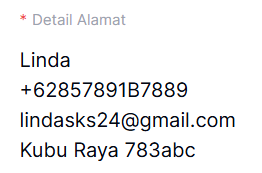 * Detail Alamat
Linda
+62857891B7889
lindasks24@gmail.com
Kubu Raya 783abc